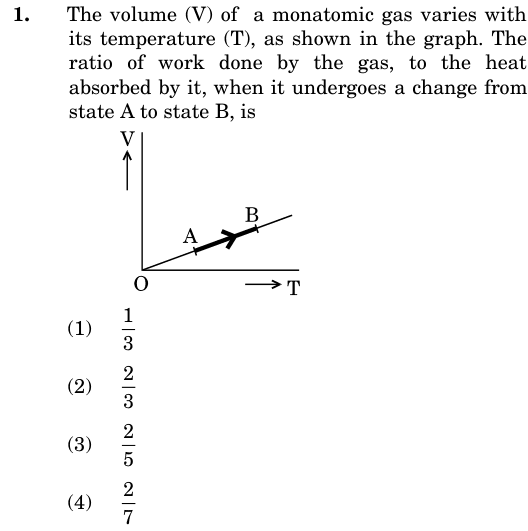 1. The volume (V) of a monatomic gas varies with
its temperature (T), as shown in the graph. The
ratio of work done by the gas, to the heat
absorbed by it, when it undergoes a change from
state A to state B, is
V
B
A
O
T
(1) 1/3
(2) 2/3
(3) 2/5
(4) 2/7